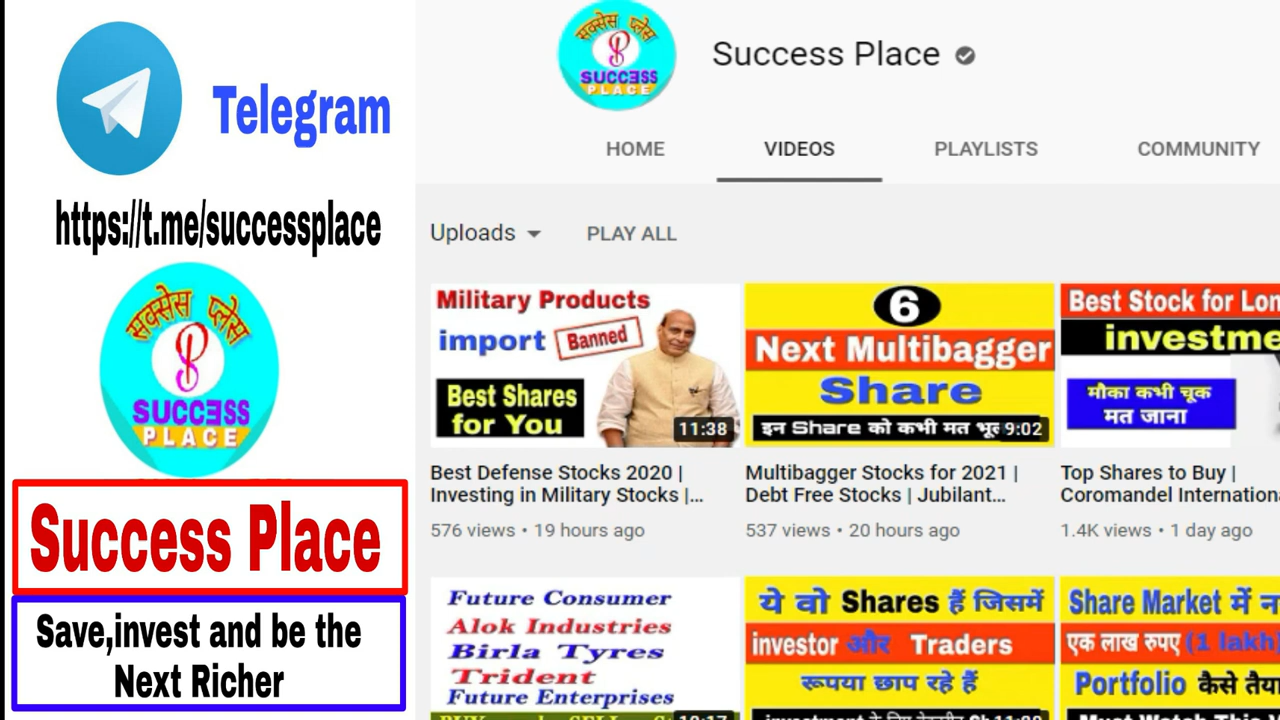 Telegram
https://t.me/successplace
सक्सेस प्लेस
SUCCESS
PLACE
Success Place
Save,invest and be the
Next Richer
सक्सेस प्लेस
SUCCESS
PLACE
Success Place
HOME
VIDEOS
PLAYLISTS
COMMUNITY
Uploads
PLAY ALL
Military Products
import Banned
Best Shares
for You
11:38
Best Defense Stocks 2020 |
Investing in Military Stocks |...
576 views • 19 hours ago
6
Next Multibagger
Share
इन Share को कभी मत
9:02
Multibagger Stocks for 2021 |
Debt Free Stocks | Jubilant...
537 views • 20 hours ago
Best Stock for
मौका कभी चूक
मत जाना
Top Shares to Buy |
Coromandel
1.4K views • 1 day ago
Future Consumer
Alok Industries
Birla Tyres
Trident
Future Enterprises
ये वो Shares हैं जिसमें
investor और Traders
रूपया छाप रहे हैं
Share Market में
एक लाख रुपए (1 lakh)
Portfolio कैसे